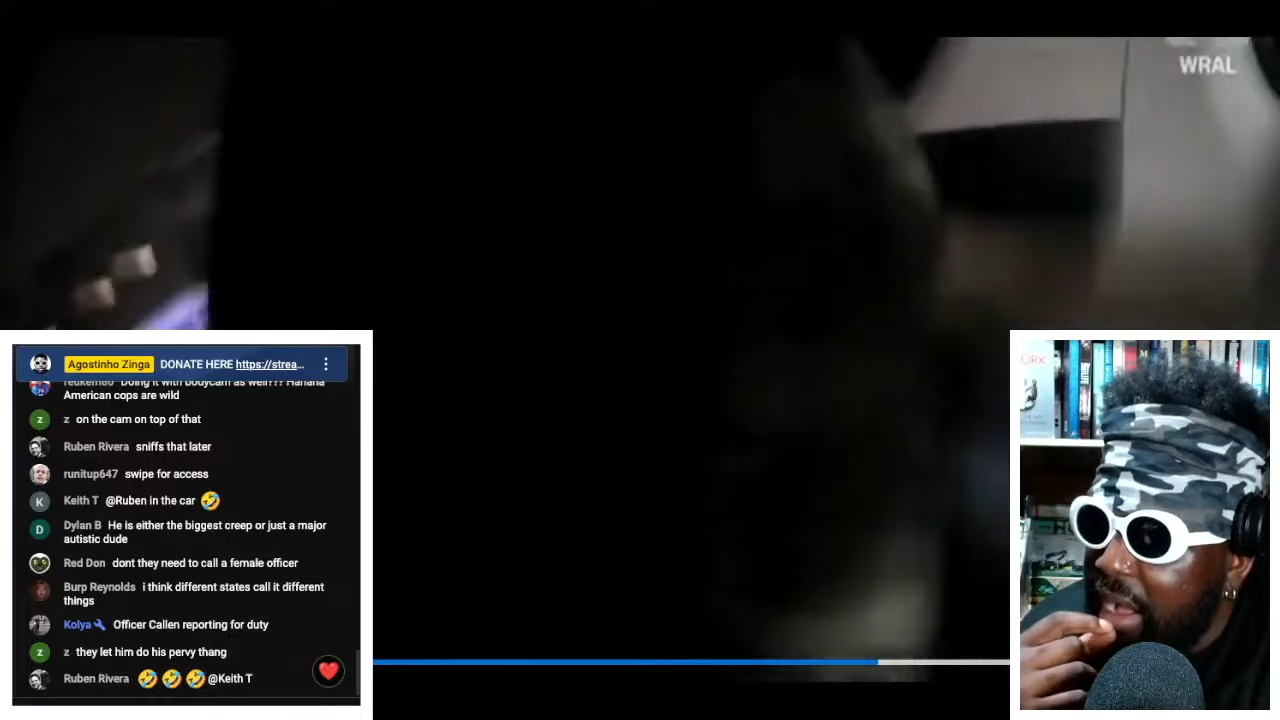 WRAL
Agostinho Zinga DONATE HERE https://strea...
redkem80 Doing it with bodycam as well??? Hahaha
American cops are wild
z on the cam on top of that
Ruben Rivera sniffs that later
runitup647 swipe for access
K
Keith T @Ruben in the car 🤣
D
Dylan B He is either the biggest creep or just a major
autistic dude
Red Don dont they need to call a female officer
Burp Reynolds i think different states call it different
things
Kolya Officer Callen reporting for duty
z they let him do his pervy thang
Ruben Rivera 🤣🤣🤣@Keith T